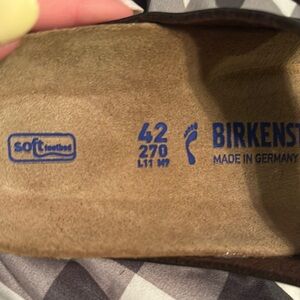 soft footbed
42
270
L11 M9
BIRKENST
MADE IN GERMANY